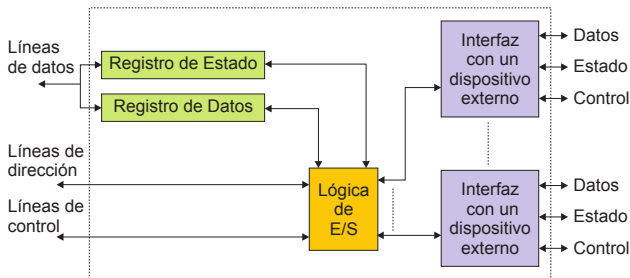 Líneas
de datos
Registro de Estado
Registro de Datos
Líneas de
dirección
Líneas de
control
Lógica
de
E/S
Interfaz
con un
dispositivo
externo
Datos
Estado
Control
Interfaz
con un
dispositivo
externo
Datos
Estado
Control